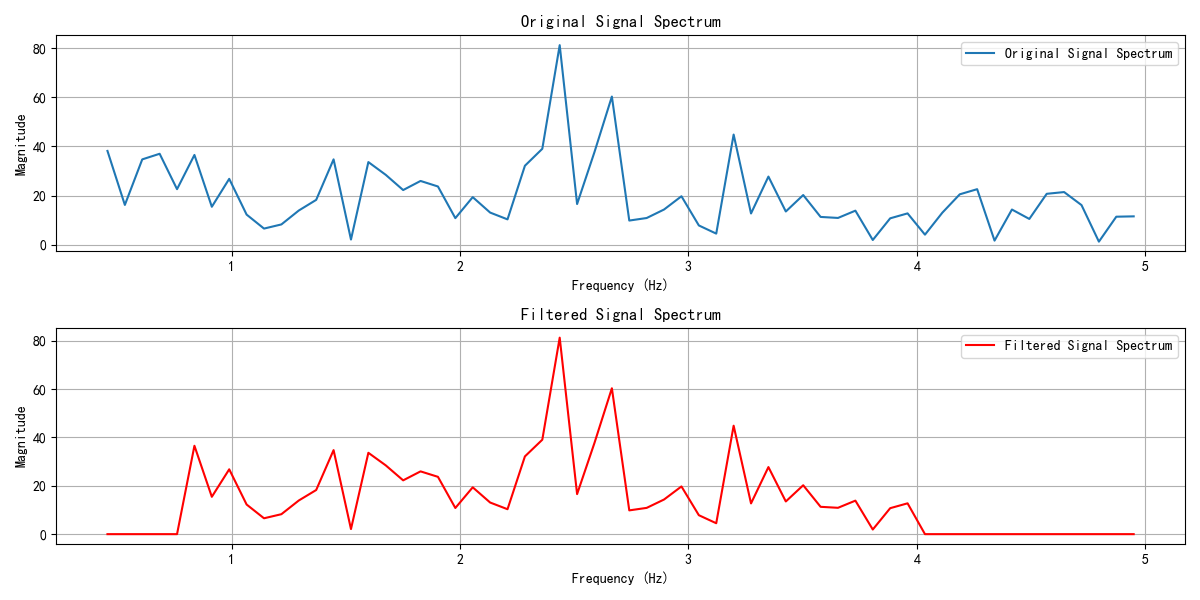 Original Signal Spectrum
80
60
40
20
0
Magnitude
Original Signal Spectrum
1 2 3 4 5
Frequency (Hz)
Filtered Signal Spectrum
80
60
40
20
0
Magnitude
Filtered Signal Spectrum
1 2 3 4 5
Frequency (Hz)